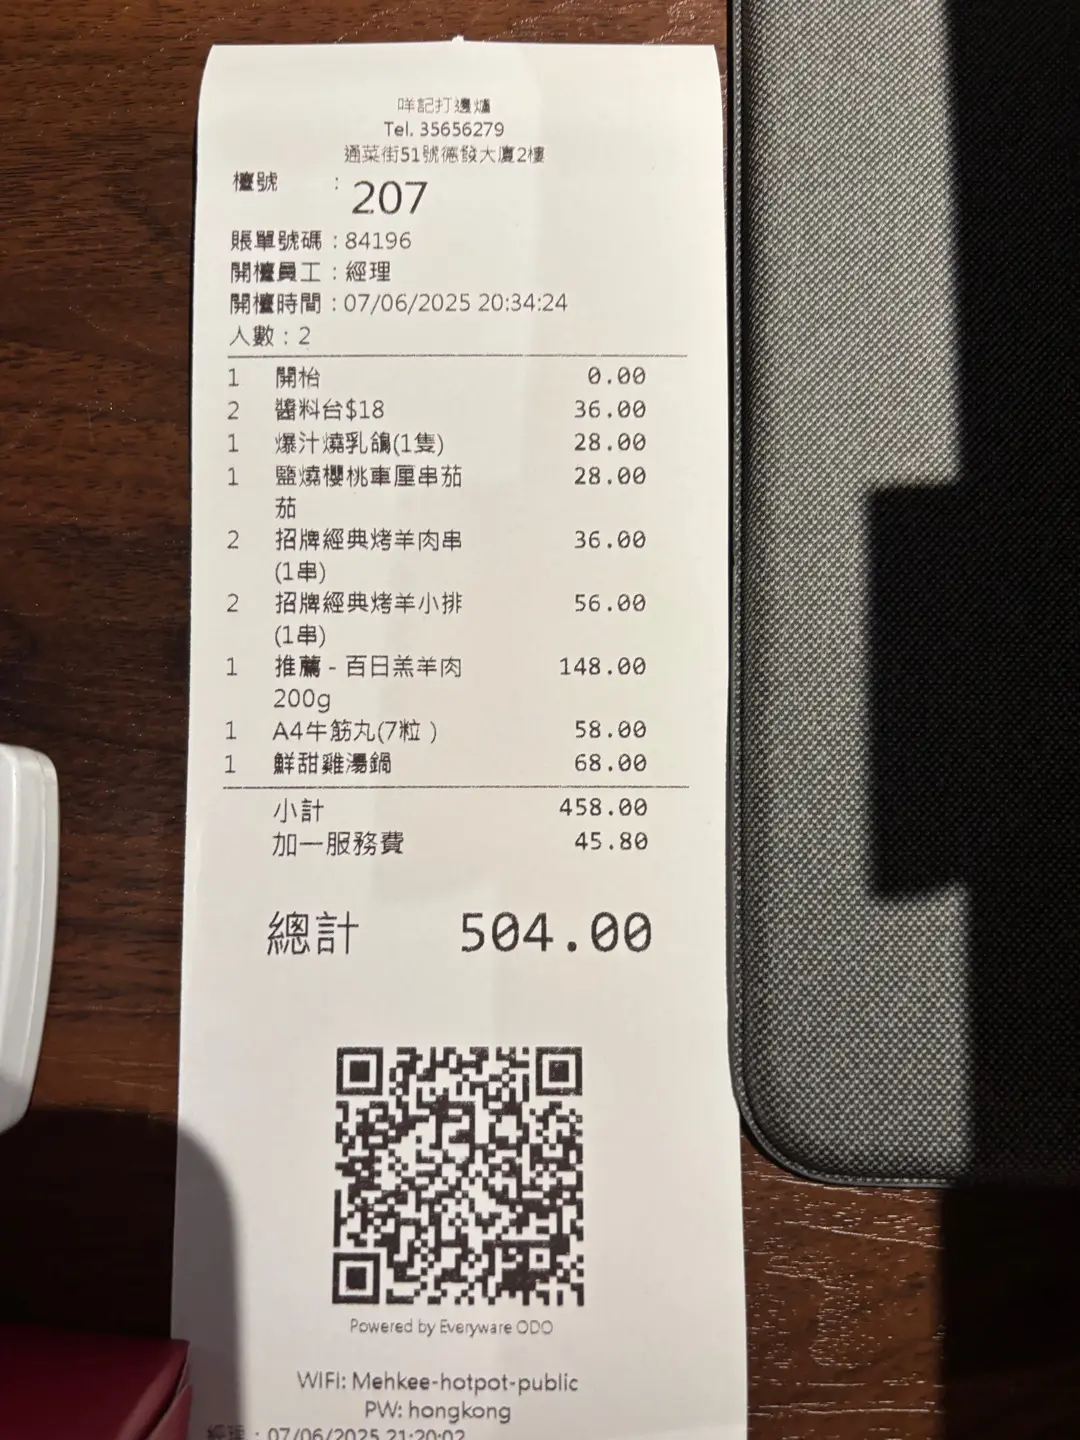 咩記打邊爐
Tel. 35656279
通菜街51號德發大廈2樓
檯號 : 207
賬單號碼 : 84196
開檯員工 : 經理
開檯時間 : 07/06/2025 20:34:24
人數 : 2
1 開枱 0.00
2 醬料台$18 36.00
1 爆汁燒乳鴿(1隻) 28.00
1 鹽燒櫻桃車厘串茄 28.00
茄
2 招牌經典烤羊肉串 36.00
(1串)
2 招牌經典烤羊小排 56.00
(1串)
1 推薦 - 百日羔羊肉 148.00
200g
1 A4牛筋丸(7粒 ) 58.00
1 鮮甜雞湯鍋 68.00
小計 458.00
加一服務費 45.80
總計 504.00
Powered by Everyware ODO
WIFI: Mehkee-hotpot-public
PW: hongkong
經理 : 07/06/2025 21:20:02